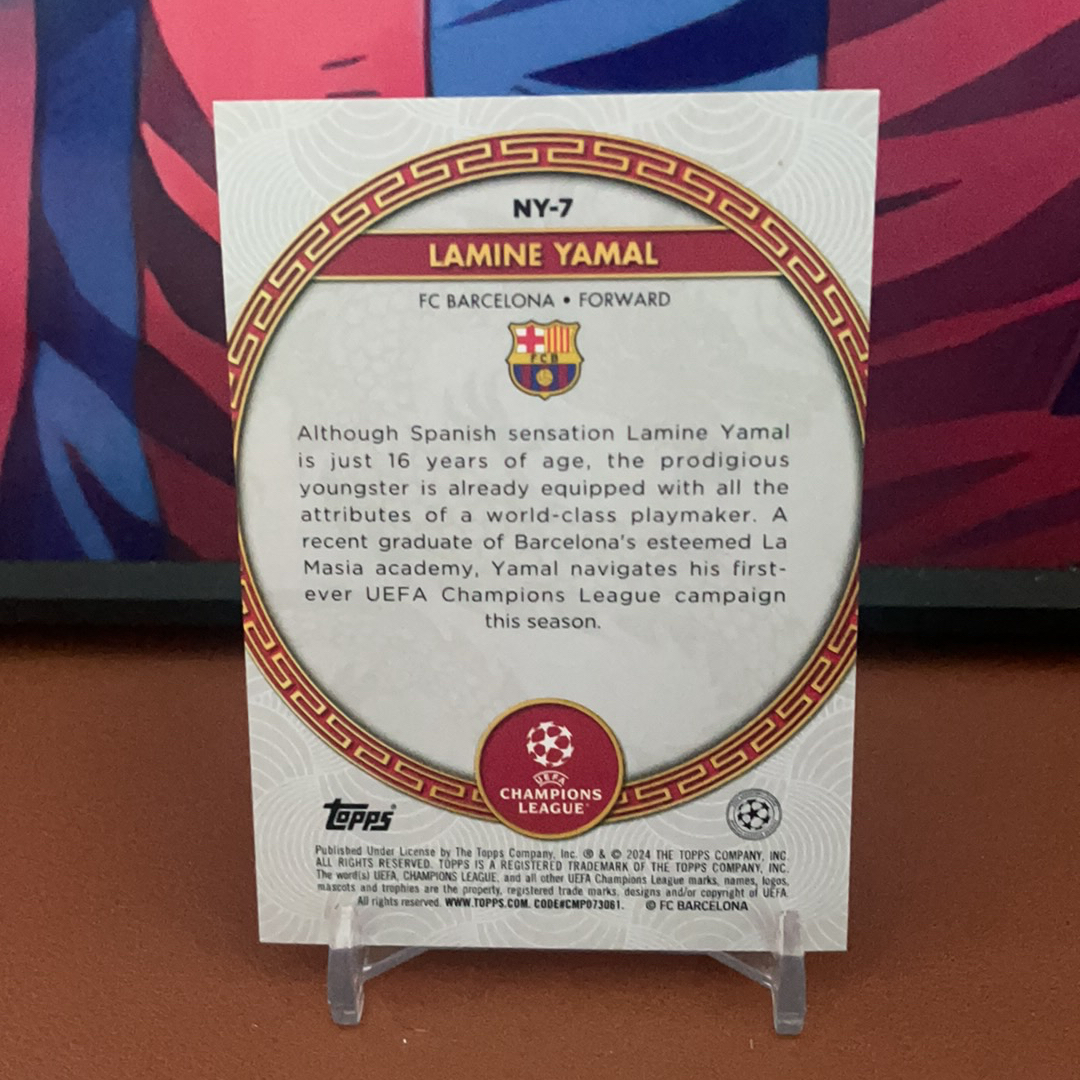 NY-7
LAMINE YAMAL
FC BARCELONA • FORWARD
FCB
Although Spanish sensation Lamine Yamal
is just 16 years of age, the prodigious
youngster is already equipped with all the
attributes of a world-class playmaker. A
recent graduate of Barcelona's esteemed La
Masia academy, Yamal navigates his first-
ever UEFA Champions League campaign
this season.
UEFA
CHAMPIONS
LEAGUE®
topps®
Published Under License by The Topps Company, Inc. ® & © 2024 THE TOPPS COMPANY, INC.
ALL RIGHTS RESERVED. TOPPS IS A REGISTERED TRADEMARK OF THE TOPPS COMPANY, INC.
The word(s) UEFA, CHAMPIONS LEAGUE, and all other UEFA Champions League marks, names, logos,
mascots and trophies are the property, registered trade marks, designs and/or copyright of UEFA.
All rights reserved. WWW.TOPPS.COM. CODE#CMP073061. © FC BARCELONA